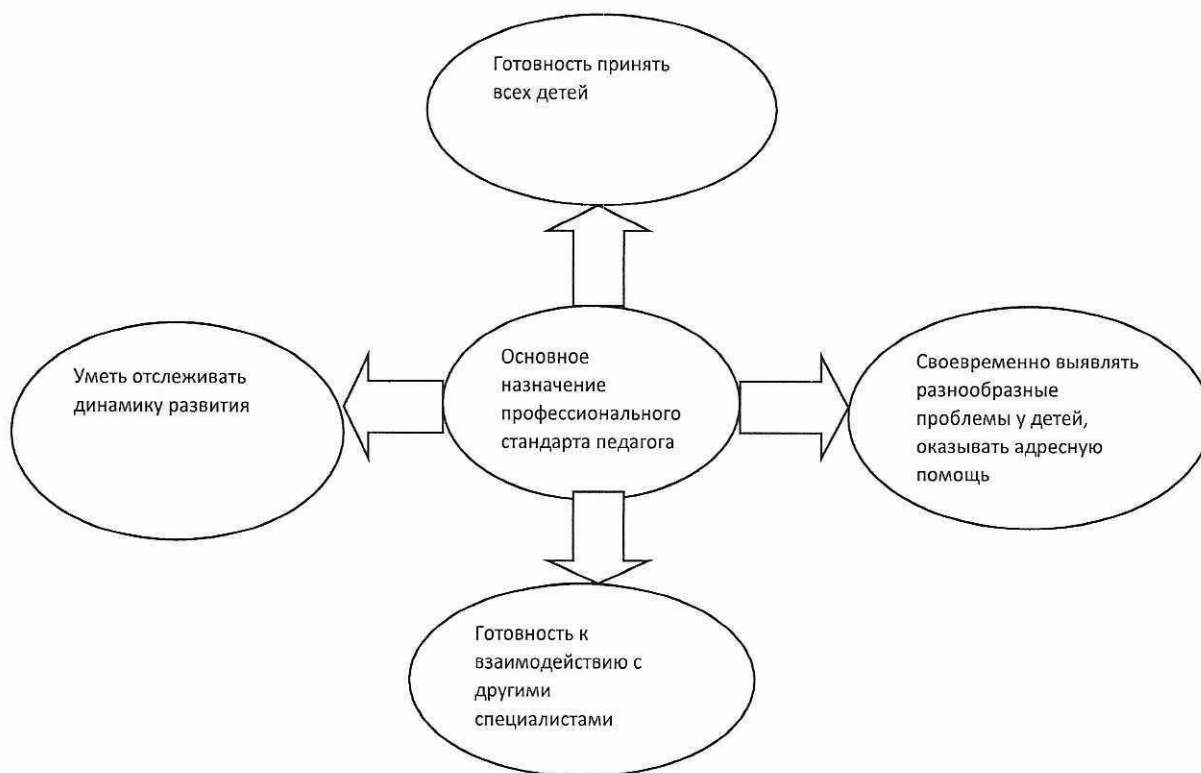 Готовность принять
всех детей
Уметь отслеживать
динамику развития
Основное
назначение
профессионального
стандарта педагога
Своевременно выявлять
разнообразные
проблемы у детей,
оказывать адресную
помощь
Готовность к
взаимодействию с
другими
специалистами